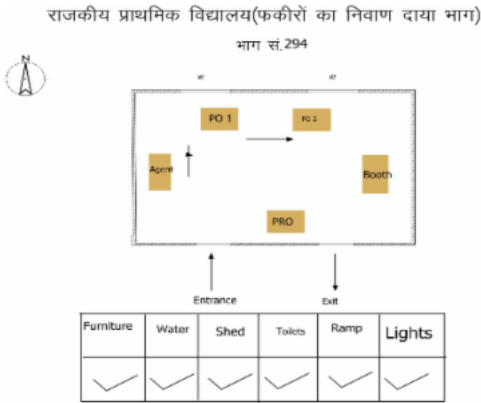 राजकीय प्राथमिक विद्यालय(फकीरों का निवाण दाया भाग)
भाग सं.294
N
W W
PO 1 PO 2
Agent
Booth
PRO
Entrance Exit
Furniture Water Shed Toilets Ramp Lights